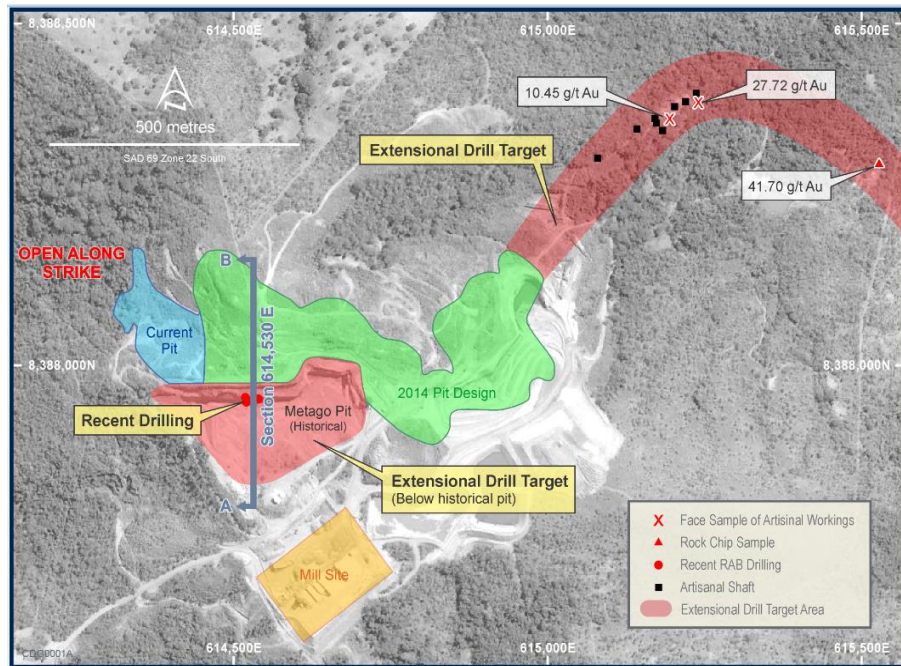 8,388,500N
614,500E
615,000E
615,500E
500 metres
SAD 69 Zone 22 South
10.45 g/t Au
27.72 g/t Au
Extensional Drill Target
41.70 g/t Au
OPEN ALONG
STRIKE
B
Current
Pit
Section 614,530 E
8,388,000N
8,388,000N
2014 Pit Design
Recent Drilling
Metago Pit
(Historical)
Extensional Drill Target
(Below historical pit)
A
Mill Site
X Face Sample of Artisinal Workings
Rock Chip Sample
Recent RAB Drilling
Artisanal Shaft
Extensional Drill Target Area
CDG0001A
614,500E
615,000E
615,500E